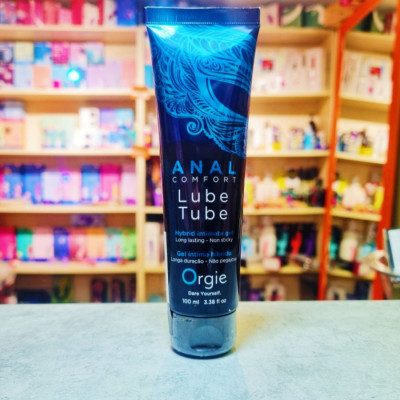 ANAL
COMFORT
Lube
Tube
Hybrid intimate gel
Long lasting - Non sticky
Gel íntimo híbrido
Longa duração - Não pegajoso
Orgie
Dare Yourself.
100 ml 3.38 fl oz